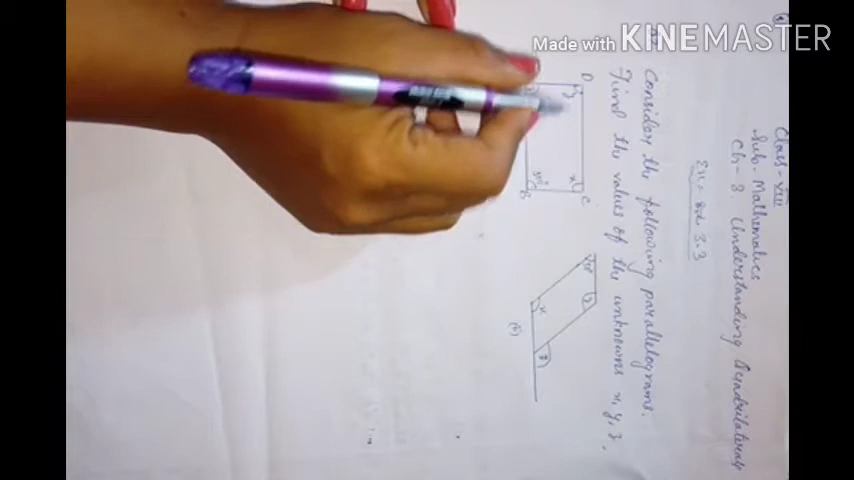 Made with KINEMASTER
Class - VIII
Sub - Mathematics
Ch - 3. Understanding Quadrilaterals
Ex. 3.3
Consider the following parallelograms.
Find the values of the unknowns x, y, z.
D
C
x
B
y
x
z
(ii)